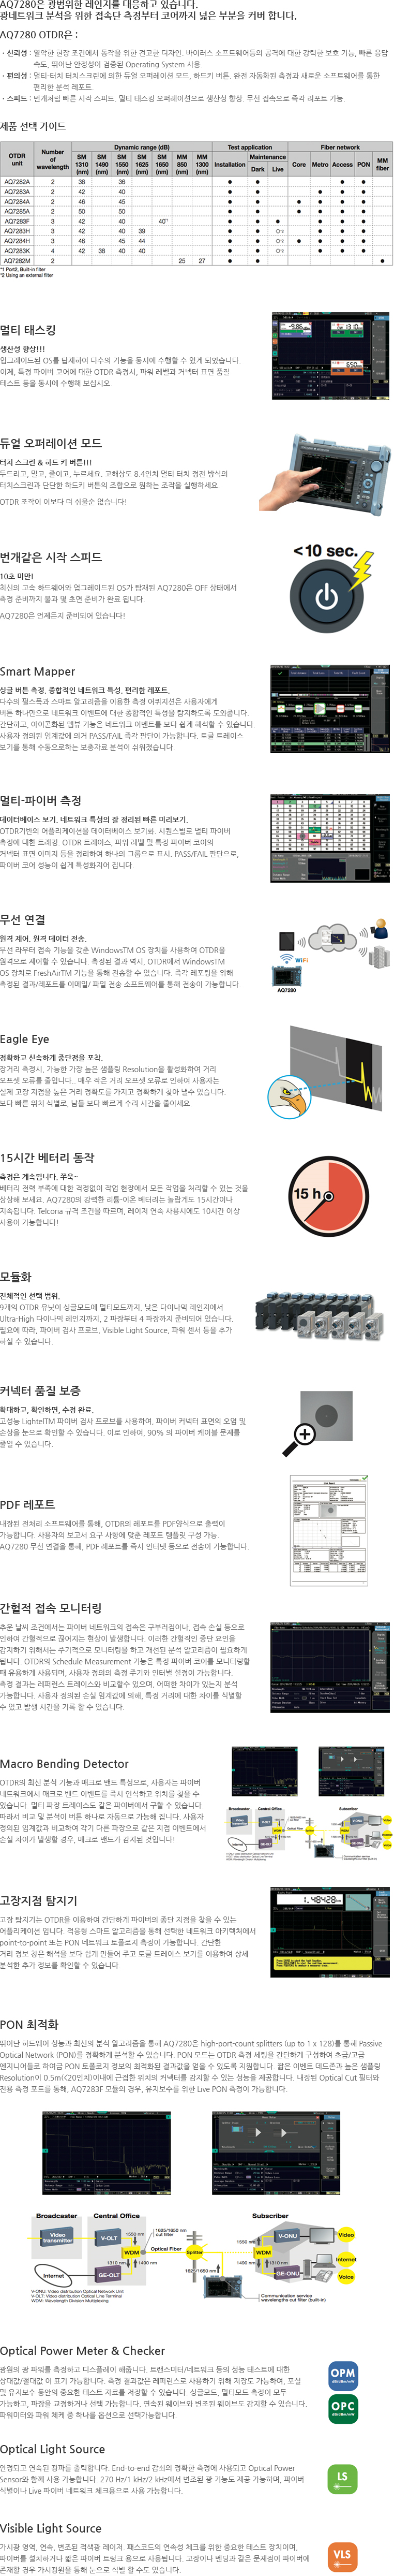 AQ7280은 광범위한 레인지를 대응하고 있습니다.
광네트워크 분석을 위한 접속단 측정부터 코어까지 넓은 부분을 커버 합니다.
AQ7280 OTDR은 :
· 신뢰성 : 열악한 현장 조건에서 동작을 위한 견고한 디자인. 바이러스 소프트웨어등의 공격에 대한 강력한 보호 기능, 빠른 응답
속도, 뛰어난 안정성이 검증된 Operating System 사용.
· 편의성 : 멀티-터치 터치스크린에 의한 듀얼 오퍼레이션 모드, 하드키 버튼. 완전 자동화된 측정과 새로운 소프트웨어를 통한
편리한 분석 레포트.
· 스피드 : 번개처럼 빠른 시작 스피드. 멀티 태스킹 오퍼레이션으로 생산성 향상. 무선 접속으로 즉각 리포트 가능.
제품 선택 가이드
OTDR unit Number of wavelength Dynamic range (dB) Test application Fiber network
SM 1310 (nm) SM 1490 (nm) SM 1550 (nm) SM 1625 (nm) SM 1650 (nm) MM 850 (nm) MM 1300 (nm) Installation Maintenance Dark Live Core Metro Access PON MM fiber
AQ7282A 2 38 36 ● ● ● ●
AQ7283A 2 42 40 ● ● ● ● ●
AQ7284A 2 46 45 ● ● ● ● ● ●
AQ7285A 2 50 50 ● ● ● ● ● ●
AQ7283F 3 42 40 40*1 ● ● ● ● ● ●
AQ7283H 3 42 40 39 ● ● ○*2 ● ● ●
AQ7284H 3 46 45 44 ● ● ○*2 ● ● ● ●
AQ7283K 4 42 38 40 40 ● ● ○*2 ● ● ●
AQ7282M 2 25 27 ● ● ●
*1 Port2, Built-in filter
*2 Using an external filter
멀티 태스킹
생산성 향상!!!
업그레이드된 OS를 탑재하여 다수의 기능을 동시에 수행할 수 있게 되었습니다.
이제, 특정 파이버 코어에 대한 OTDR 측정시, 파워 레벨과 커넥터 표면 품질
테스트 등을 동시에 수행해 보십시오.
듀얼 오퍼레이션 모드
터치 스크린 & 하드 키 버튼!!!
두드리고, 밀고, 줄이고, 누르세요. 고해상도 8.4인치 멀티 터치 정전 방식의
터치스크린과 단단한 하드키 버튼의 조합으로 원하는 조작을 실행하세요.
OTDR 조작이 이보다 더 쉬울순 없습니다!
번개같은 시작 스피드
<10 sec.
10초 미만!
최신의 고속 하드웨어와 업그레이드된 OS가 탑재된 AQ7280은 OFF 상태에서
측정 준비까지 불과 몇 초면 준비가 완료 됩니다.
AQ7280은 언제든지 준비되어 있습니다!
Smart Mapper
싱글 버튼 측정, 종합적인 네트워크 특성, 편리한 레포트.
다수의 펄스폭과 스마트 알고리즘을 이용한 측정 어퀴지션은 사용자에게
버튼 하나만으로 네트워크 이벤트에 대한 종합적인 특성을 탐지하도록 도와줍니다.
간단하고, 아이콘화된 맵뷰 기능은 네트워크 이벤트를 보다 쉽게 해석할 수 있습니다.
사용자 정의된 임계값에 의거 PASS/FAIL 즉각 판단이 가능합니다. 토글 트레이스
보기를 통해 수동으로하는 보충자료 분석이 쉬워졌습니다.
멀티-파이버 측정
데이터베이스 보기. 네트워크 특성의 잘 정리된 빠른 미리보기.
OTDR기반의 어플리케이션을 데이터베이스 보기화. 시퀀스별로 멀티 파이버
측정에 대한 트래킹. OTDR 트레이스, 파워 레벨 및 특정 파이버 코어의
커넥터 표면 이미지 등을 정리하여 하나의 그룹으로 표시. PASS/FAIL 판단으로,
파이버 코어 성능이 쉽게 특성화지어 집니다.
무선 연결
원격 제어, 원격 데이터 전송.
무선 라우터 접속 기능을 갖춘 WindowsTM OS 장치를 사용하여 OTDR을
원격으로 제어할 수 있습니다. 측정된 결과 역시, OTDR에서 WindowsTM
OS 장치로 FreshAirTM 기능을 통해 전송할 수 있습니다. 즉각 레포팅을 위해
측정된 결과/레포트를 이메일/ 파일 전송 소프트웨어를 통해 전송이 가능합니다.
WiFi
AQ7280
Eagle Eye
정확하고 신속하게 중단점을 포착.
장거리 측정시, 가능한 가장 높은 샘플링 Resolution을 활성화하여 거리
오프셋 오류를 줄입니다.. 매우 작은 거리 오프셋 오류로 인하여 사용자는
실제 고장 지점을 높은 거리 정확도를 가지고 정확하게 찾아 낼수 있습니다.
보다 빠른 위치 식별로, 남들 보다 빠르게 수리 시간을 줄이세요.
15시간 베터리 동작
측정은 계속됩니다. 쭈욱~
베터리 전력 부족에 대한 걱정없이 작업 현장에서 모든 작업을 처리할 수 있는 것을
상상해 보세요. AQ7280의 강력한 리튬-이온 베터리는 놀랍게도 15시간이나
지속됩니다. Telcoria 규격 조건을 따르며, 레이저 연속 사용시에도 10시간 이상
사용이 가능합니다!
15 h
모듈화
전체적인 선택 범위.
9개의 OTDR 유닛이 싱글모드에 멀티모드까지, 낮은 다이나믹 레인지에서
Ultra-High 다이나믹 레인지까지, 2 파장부터 4 파장까지 준비되어 있습니다.
필요에 따라, 파이버 검사 프로브, Visible Light Source, 파워 센서 등을 추가
하실 수 있습니다.
커넥터 품질 보증
확대하고, 확인하면, 수정 완료.
고성능 LightelTM 파이버 검사 프로브를 사용하여, 파이버 커넥터 표면의 오염 및
손상을 눈으로 확인할 수 있습니다. 이로 인하여, 90% 의 파이버 케이블 문제를
줄일 수 있습니다.
PDF 레포트
내장된 전처리 소프트웨어를 통해, OTDR의 레포트를 PDF양식으로 출력이
가능합니다. 사용자의 보고서 요구 사항에 맞춘 레포트 템플릿 구성 가능.
AQ7280 무선 연결을 통해, PDF 레포트를 즉시 인터넷 등으로 전송이 가능합니다.
간헐적 접속 모니터링
추운 날씨 조건에서는 파이버 네트워크의 접속은 구부러짐이나, 접속 손실 등으로
인하여 간헐적으로 끊어지는 현상이 발생합니다. 이러한 간헐적인 중단 요인을
감지하기 위해서는 주기적으로 모니터링을 하고 개선된 분석 알고리즘이 필요하게
됩니다. OTDR의 Schedule Measurement 기능은 특정 파이버 코어를 모니터링할
때 유용하게 사용되며, 사용자 정의의 측정 주기와 인터벌 설정이 가능합니다.
측정 결과는 레퍼런스 트레이스와 비교할수 있으며, 어떠한 차이가 있는지 분석
가능합니다. 사용자 정의된 손실 임계값에 의해, 특정 거리에 대한 차이를 식별할
수 있고 발생 시간을 기록 할 수 있습니다.
Macro Bending Detector
OTDR의 최신 분석 기능과 매크로 밴드 특성으로, 사용자는 파이버
네트워크에서 매크로 밴드 이벤트를 즉시 인식하고 위치를 찾을 수
있습니다. 멀티 파장 트레이스도 같은 파이버에서 구할 수 있습니다.
따라서 비교 및 분석이 버튼 하나로 자동으로 가능해 집니다. 사용자
정의된 임계값과 비교하여 각기 다른 파장으로 같은 지점 이벤트에서
손실 차이가 발생할 경우, 매크로 밴드가 감지된 것입니다!
고장지점 탐지기
고장 탐지기는 OTDR을 이용하여 간단하게 파이버의 중단 지점을 찾을 수 있는
어플리케이션 입니다. 적응형 스마트 알고리즘을 통해 선택한 네트워크 아키텍처에서
point-to-point 또는 PON 네트워크 토폴로지 측정이 가능합니다. 간단한
거리 정보 창은 해석을 보다 쉽게 만들어 주고 토글 트레이스 보기를 이용하여 상세
분석한 추가 정보를 확인할 수 있습니다.
PON 최적화
뛰어난 하드웨어 성능과 최신의 분석 알고리즘을 통해 AQ7280은 high-port-count splitters (up to 1 x 128)를 통해 Passive
Optical Network (PON)를 정확하게 분석할 수 있습니다. PON 모드는 OTDR 측정 세팅을 간단하게 구성하여 초급/고급
엔지니어들로 하여금 PON 토폴로지 정보의 최적화된 결과값을 얻을 수 있도록 지원합니다. 짧은 이벤트 데드존과 높은 샘플링
Resolution이 0.5m(<20인치)이내에 근접한 위치의 커넥터를 감지할 수 있는 성능을 제공합니다. 내장된 Optical Cut 필터와
전용 측정 포트를 통해, AQ7283F 모듈의 경우, 유지보수를 위한 Live PON 측정이 가능합니다.
Broadcaster Central Office Subscriber
Video transmitter V-OLT 1550 nm 1625/1650 nm cut filter V-ONU Video
WDM Optical Fiber Splitter 1550 nm WDM
1310 nm 1490 nm 1490 nm 1310 nm Internet
Internet GE-OLT 1625/1650 nm GE-ONU Voice
V-ONU: Video distribution Optical Network Unit
V-OLT: Video distribution Optical Line Terminal
WDM: Wavelength Division Multiplexing
Communication service
wavelengths cut filter (built-in)
Optical Power Meter & Checker
광원의 광 파워를 측정하고 디스플레이 해줍니다. 트랜스미터/네트워크 등의 성능 테스트에 대한
상대값/절대값 이 표기 가능합니다. 측정 결과값은 레퍼런스로 사용하기 위해 저장도 가능하며, 포설
및 유지보수 동안의 중요한 테스트 자료를 저장할 수 있습니다. 싱글모드, 멀티모드 측정이 모두
가능하고, 파장을 교정하거나 선택 가능합니다. 연속된 웨이브와 변조된 웨이브도 감지할 수 있습니다.
파워미터와 파워 체케 중 하나를 옵션으로 선택가능합니다.
OPM
OPC
Optical Light Source
안정되고 연속된 광파를 출력합니다. End-to-end 감쇠의 정확한 측정에 사용되고 Optical Power
Sensor와 함께 사용 가능합니다. 270 Hz/1 kHz/2 kHz에서 변조된 광 기능도 제공 가능하며, 파이버
식별이나 Live 파이버 네트워크 체크용으로 사용 가능합니다.
LS
Visible Light Source
가시광 영역, 연속, 변조된 적색광 레이저. 패스코드의 연속성 체크를 위한 중요한 테스트 장치이며,
파이버를 설치하거나 짧은 파이버 트렁크 용으로 사용됩니다. 고장이나 벤딩과 같은 문제점이 파이버에
존재할 경우 가시광원을 통해 눈으로 식별 할 수도 있습니다.
VLS